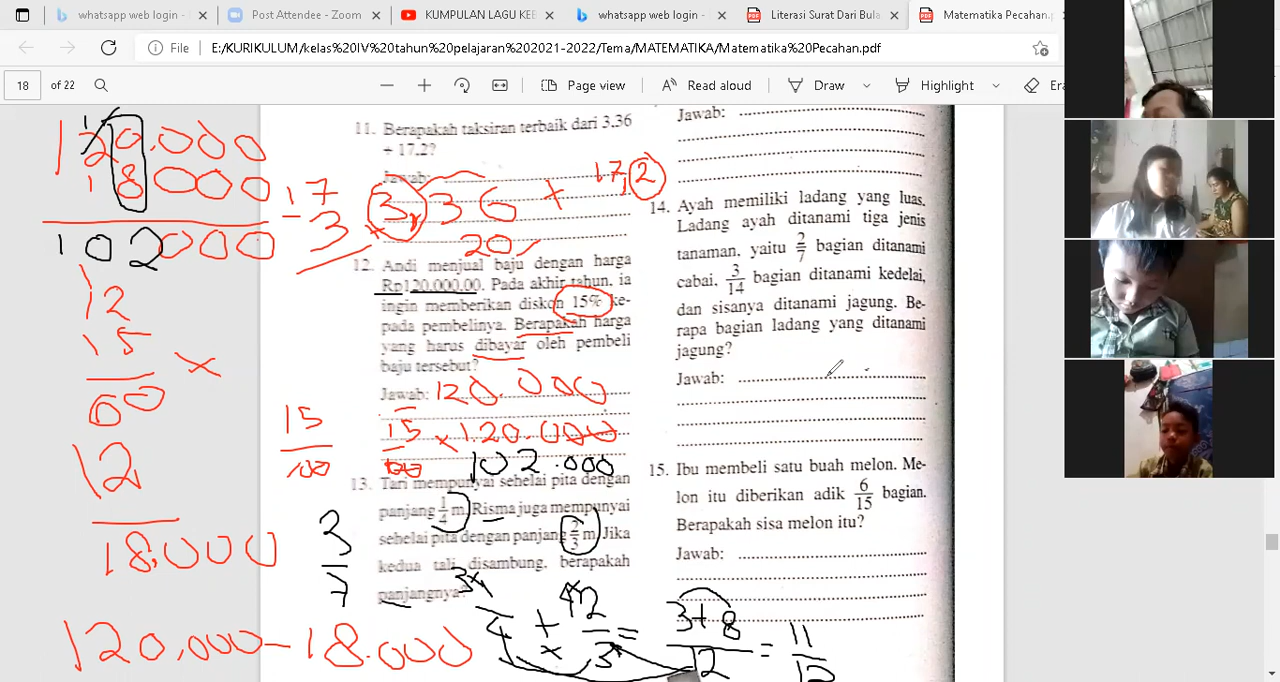 whatsapp web login -
Post Attendee - Zoom
KUMPULAN LAGU KEB
whatsapp web login -
Literasi Surat Dari Bula
Matematika Pecahan.p
File
E:/KURIKULUM/kelas%20IV%20tahun%20pelajaran%202021-2022/Tema/MATEMATIKA/Matematika%20Pecahan.pdf
18 of 22
Page view
Read aloud
Draw
Highlight
Era
120.000
18000
102000
12
15 ×
60
12
18.000
120.000-18.000
17
- 3
15
100
3
7
11. Berapakah taksiran terbaik dari 3.36
+ 17.2?
Jawab:
3,36 × 17,2
20,
12. Andi menjual baju dengan harga
Rp120.000.00. Pada akhir tahun, ia
ingin memberikan diskon 15% ke-
pada pembelinya. Berapakah harga
yang harus dibayar oleh pembeli
baju tersebut?
Jawab: 120.000
15/100 × 120.000
102.000
13. Tari mempunyai sehelai pita dengan
panjang 1/4 m. Risma juga mempunyai
sehelai pita dengan panjang 2/3 m. Jika
kedua tali disambung, berapakah
panjangnya?
3+8/12 = 11/12
Jawab:
14. Ayah memiliki ladang yang luas.
Ladang ayah ditanami tiga jenis
tanaman, yaitu 2/7 bagian ditanami
cabai, 3/14 bagian ditanami kedelai,
dan sisanya ditanami jagung. Be-
rapa bagian ladang yang ditanami
jagung?
Jawab:
15. Ibu membeli satu buah melon. Me-
lon itu diberikan adik 6/15 bagian.
Berapakah sisa melon itu?
Jawab: